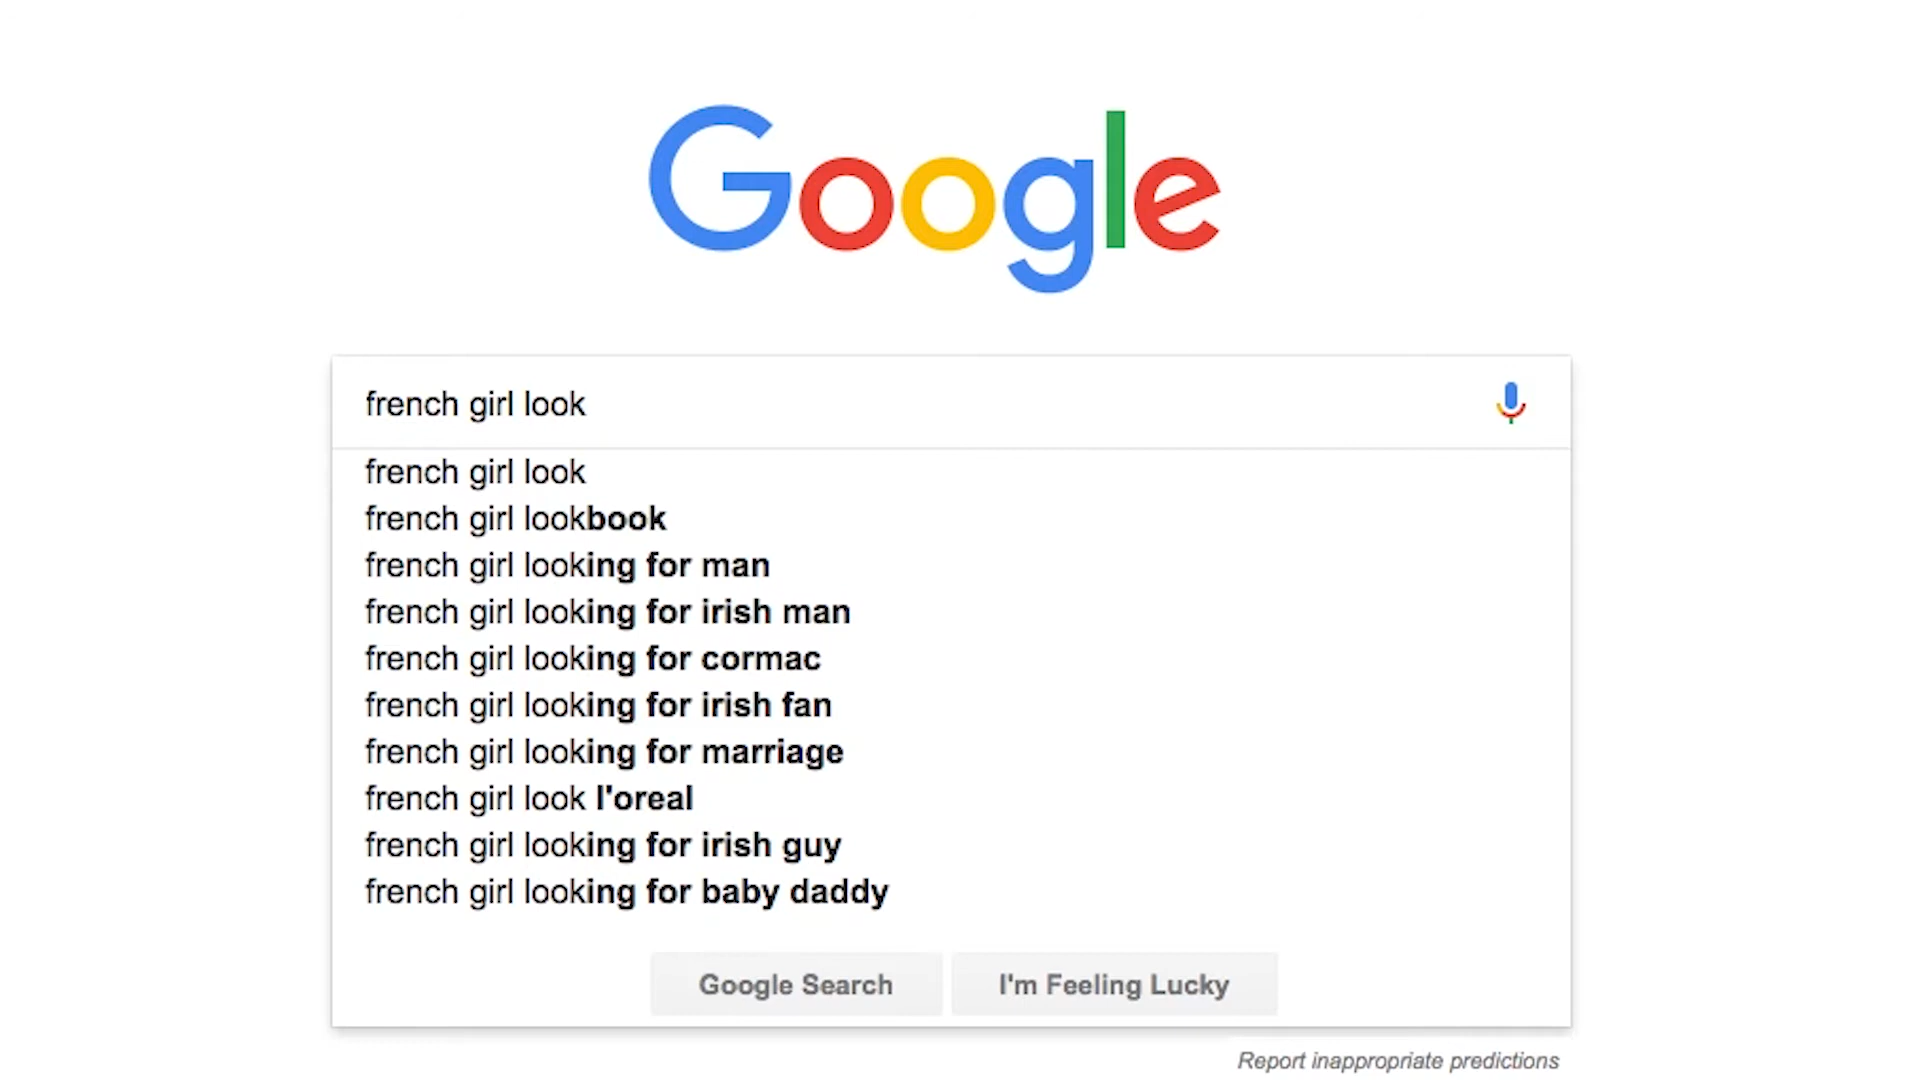 Google
french girl look
french girl look
french girl lookbook
french girl looking for man
french girl looking for irish man
french girl looking for cormac
french girl looking for irish fan
french girl looking for marriage
french girl look l'oreal
french girl looking for irish guy
french girl looking for baby daddy
Google Search I'm Feeling Lucky
Report inappropriate predictions